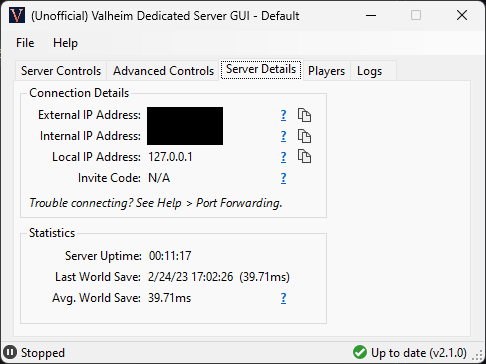 (Unofficial) Valheim Dedicated Server GUI - Default
File Help
Server Controls Advanced Controls Server Details Players Logs
Connection Details
External IP Address: ?
Internal IP Address: ?
Local IP Address: 127.0.0.1 ?
Invite Code: N/A ?
Trouble connecting? See Help > Port Forwarding.
Statistics
Server Uptime: 00:11:17
Last World Save: 2/24/23 17:02:26 (39.71ms)
Avg. World Save: 39.71ms ?
Stopped Up to date (v2.1.0)